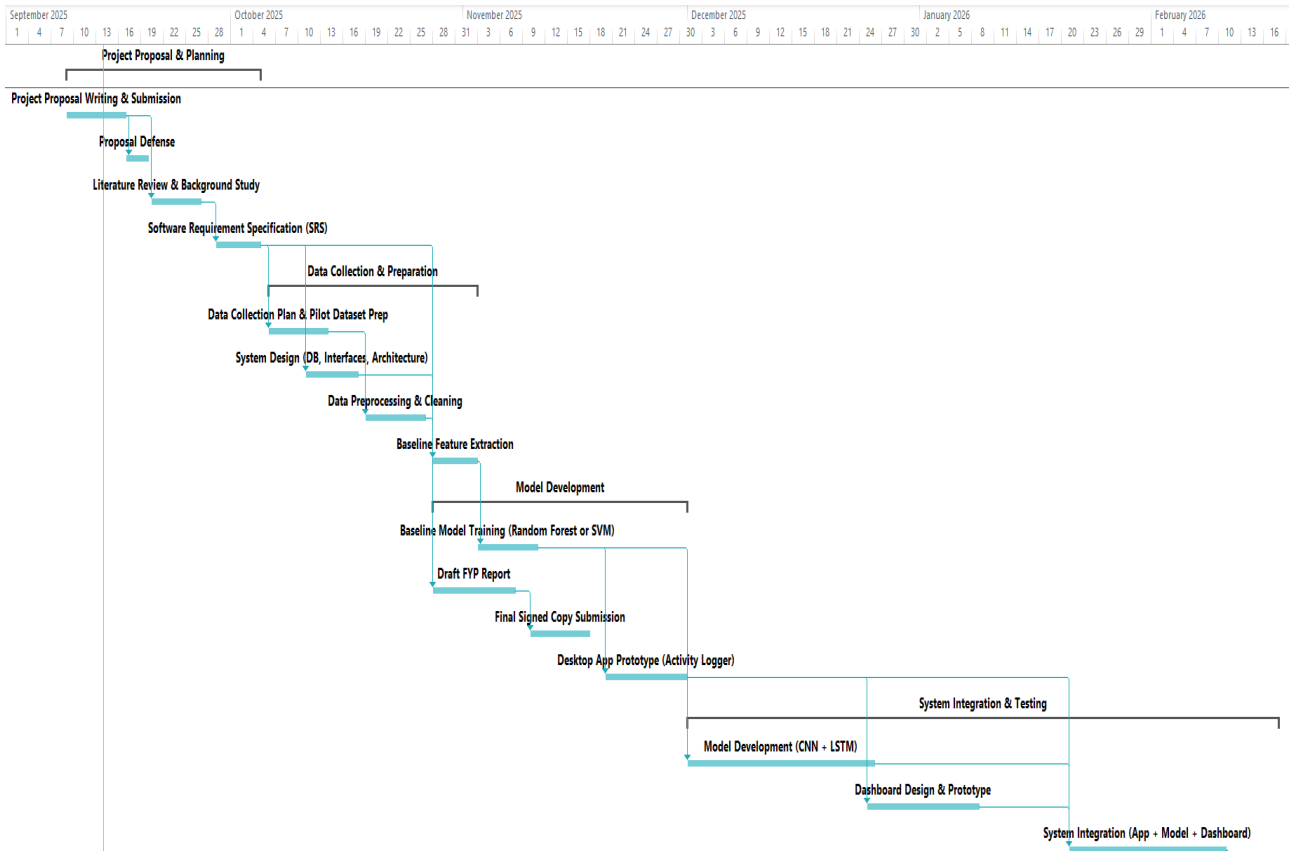 September 2025 October 2025 November 2025 December 2025 January 2026 February 2026
1 4 7 10 13 16 19 22 25 28 1 4 7 10 13 16 19 22 25 28 31 3 6 9 12 15 18 21 24 27 30 3 6 9 12 15 18 21 24 27 30 2 5 8 11 14 17 20 23 26 29 1 4 7 10 13 16
Project Proposal & Planning
Project Proposal Writing & Submission
Proposal Defense
Literature Review & Background Study
Software Requirement Specification (SRS)
Data Collection & Preparation
Data Collection Plan & Pilot Dataset Prep
System Design (DB, Interfaces, Architecture)
Data Preprocessing & Cleaning
Baseline Feature Extraction
Model Development
Baseline Model Training (Random Forest or SVM)
Draft FYP Report
Final Signed Copy Submission
Desktop App Prototype (Activity Logger)
System Integration & Testing
Model Development (CNN + LSTM)
Dashboard Design & Prototype
System Integration (App + Model + Dashboard)